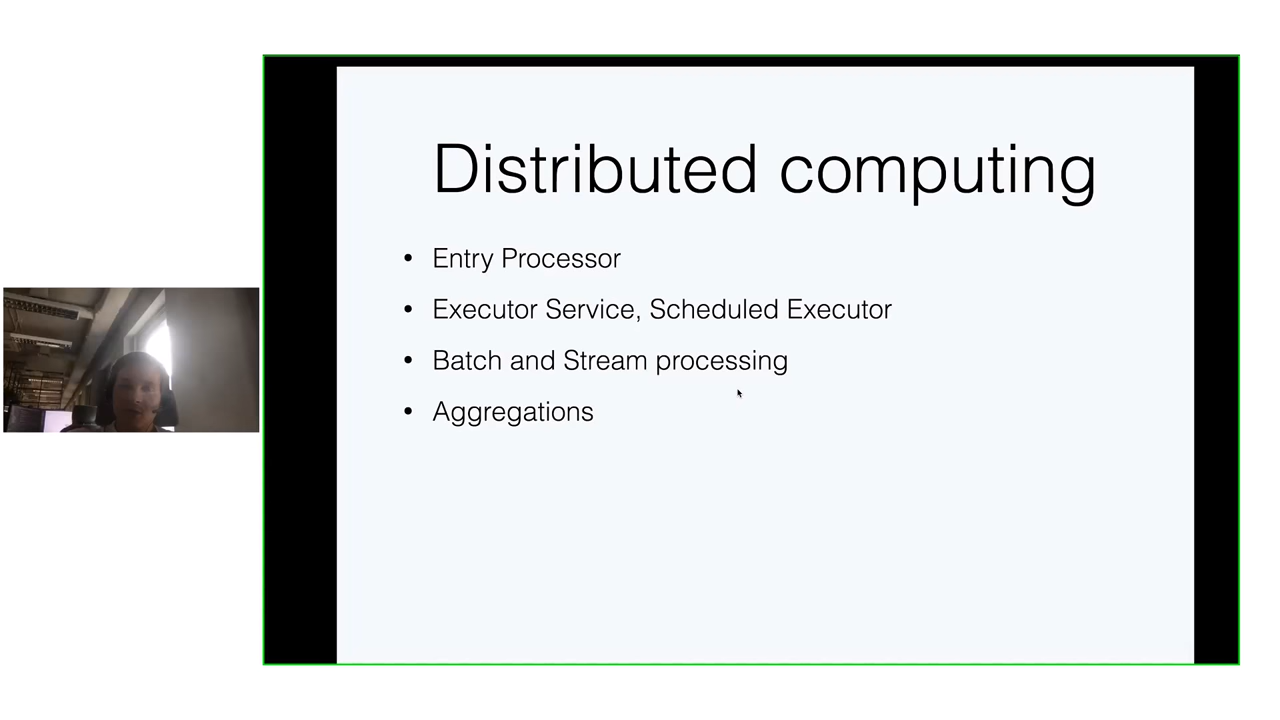 Distributed computing
• Entry Processor
• Executor Service, Scheduled Executor
• Batch and Stream processing
• Aggregations